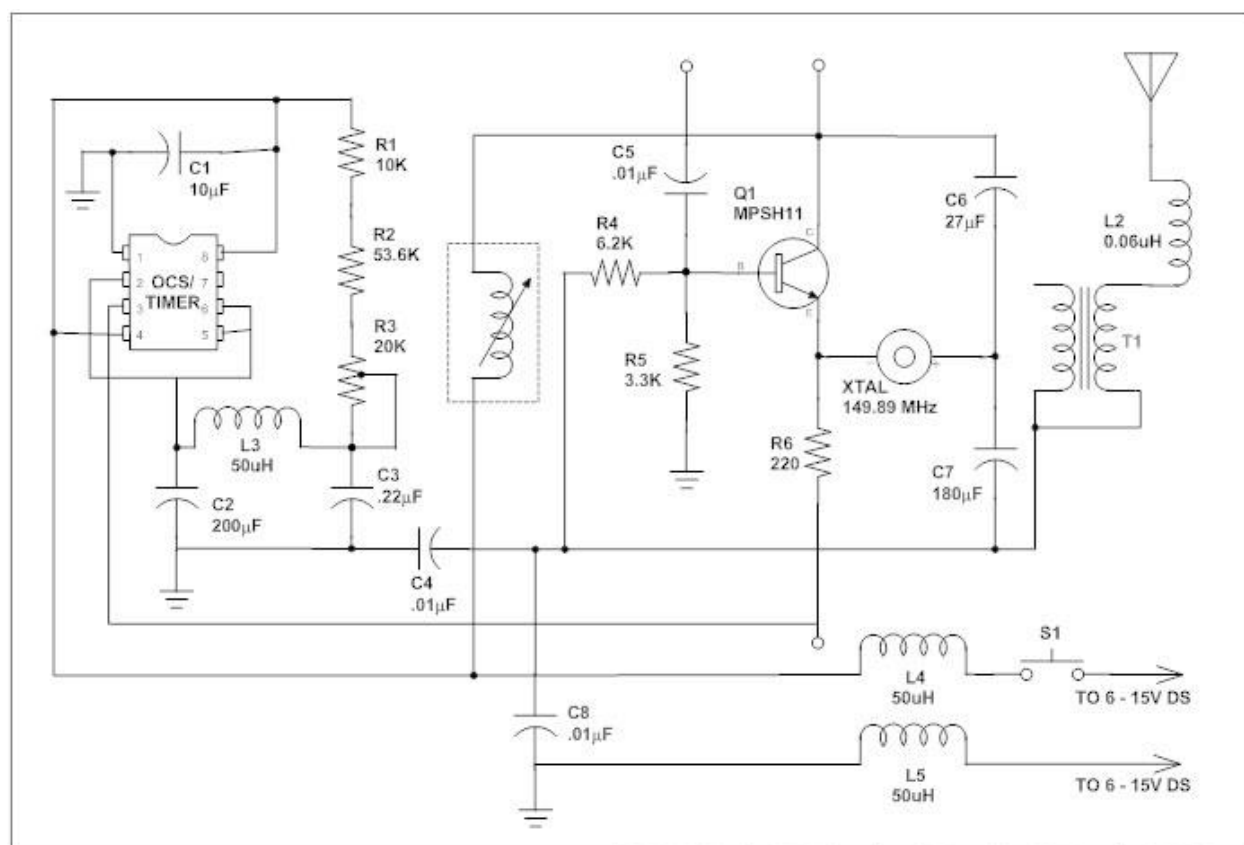 C1
10µF
R1
10K
R2
53.6K
R3
20K
1
2
3
4
8
7
6
5
OCS/
TIMER
L3
50uH
C2
200µF
C3
.22µF
C4
.01µF
C5
.01µF
R4
6.2K
R5
3.3K
Q1
MPSH11
C
B
E
XTAL
149.89 MHz
R6
220
C6
27µF
C7
180µF
L2
0.06uH
T1
C8
.01µF
L4
50uH
S1
TO 6 - 15V DS
L5
50uH
TO 6 - 15V DS